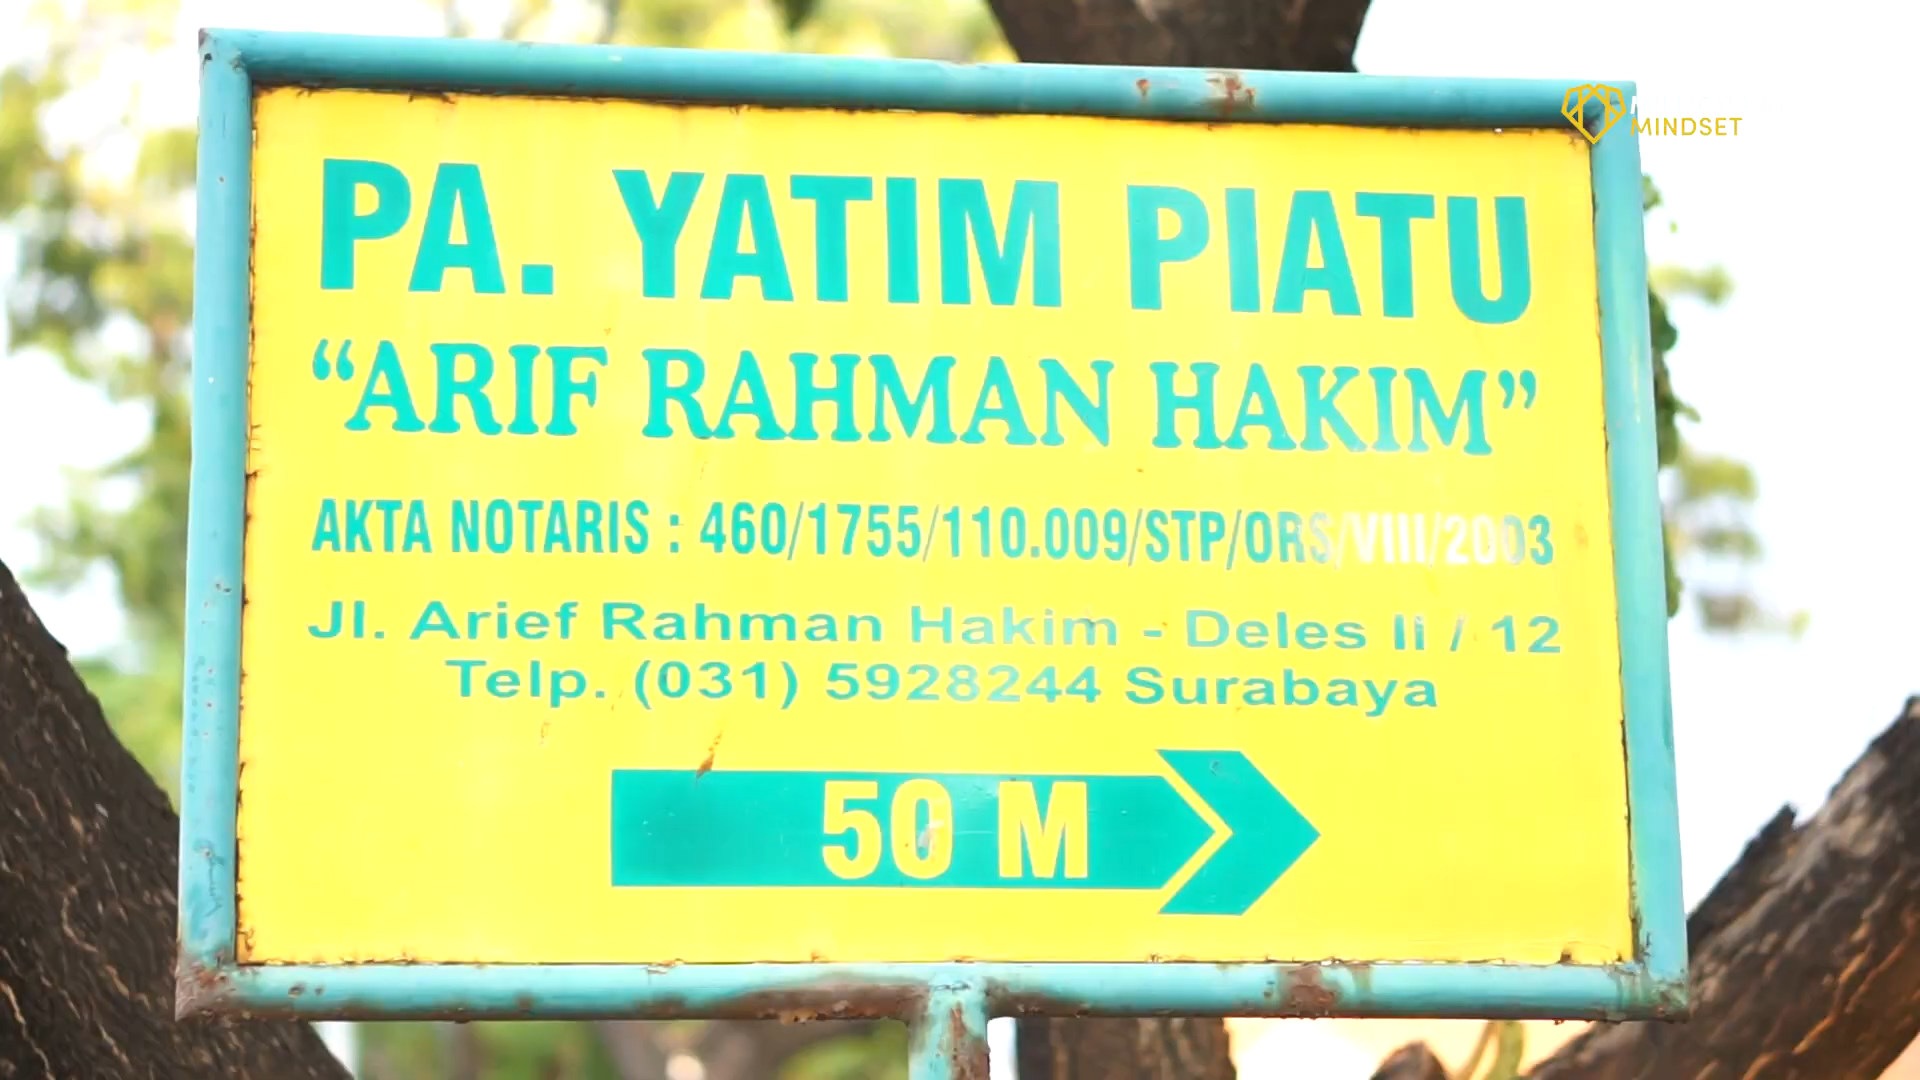 PA. YATIM PIATU
“ARIF RAHMAN HAKIM”
AKTA NOTARIS : 460/1755/110.009/STP/ORS/VIII/2003
Jl. Arief Rahman Hakim - Deles II / 12
Telp. (031) 5928244 Surabaya
50 M
MINDSET